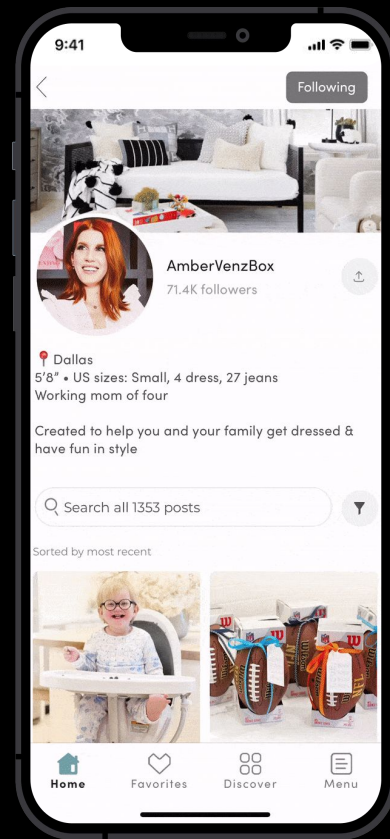 9:41
Following
AmberVenzBox
71.4K followers
📍 Dallas
5'8" • US sizes: Small, 4 dress, 27 jeans
Working mom of four
Created to help you and your family get dressed &
have fun in style
Search all 1353 posts
Sorted by most recent
Home
Favorites
Discover
Menu